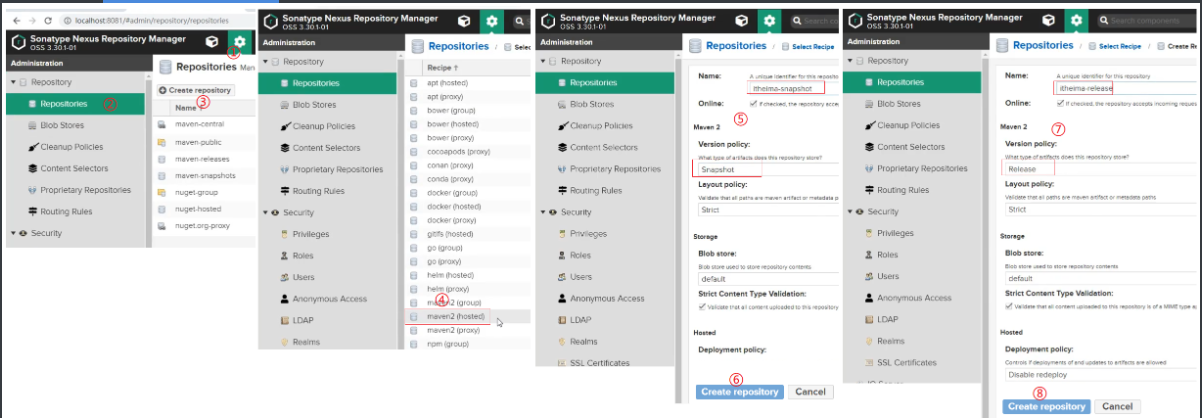 localhost:8081/#admin/repository/repositories
Sonatype Nexus Repository Manager
OSS 3.30.1-01
①
Administration
Repositories
Repository
Create repository
Repositories ②
③
Name
Blob Stores
maven-central
Cleanup Policies
maven-public
maven-releases
Content Selectors
maven-snapshots
Proprietary Repositories
nuget-group
Routing Rules
nuget-hosted
Security
nuget.org-proxy
Sonatype Nexus Repository Manager
OSS 3.30.1-01
Administration
Repositories /
Repository
Recipe ↑
Repositories
apt (hosted)
apt (proxy)
Blob Stores
bower (group)
bower (hosted)
Cleanup Policies
bower (proxy)
Content Selectors
cocoapods (proxy)
conan (proxy)
Proprietary Repositories
conda (proxy)
Routing Rules
docker (group)
docker (hosted)
Security
docker (proxy)
Privileges
gitlfs (hosted)
go (group)
Roles
go (proxy)
Users
helm (hosted)
helm (proxy)
Anonymous Access
④
maven2 (group)
LDAP
maven2 (hosted)
maven2 (proxy)
Realms
npm (group)
Sonatype Nexus Repository Manager
OSS 3.30.1-01
Search co
Administration
Repositories / Select Recipe /
Repository
Repositories
Blob Stores
Cleanup Policies
Content Selectors
Proprietary Repositories
Routing Rules
Security
Privileges
Roles
Users
Anonymous Access
LDAP
Realms
SSL Certificates
Name:
A unique identifier for this reposito
itheima-snapshot
Online:
If checked, the repository acce
⑤
Maven 2
Version policy:
What type of artifacts does this repository store?
Snapshot
Layout policy:
Validate that all paths are maven artifact or metadata p
Strict
Storage
Blob store:
Blob store used to store repository contents
default
Strict Content Type Validation:
Validate that all content uploaded to this repository
Hosted
Deployment policy:
⑥
Create repository
Cancel
Sonatype Nexus Repository Manager
OSS 3.30.1-01
Search components
Administration
Repositories / Select Recipe / Create R
Repository
Repositories
Blob Stores
Cleanup Policies
Content Selectors
Proprietary Repositories
Routing Rules
Security
Privileges
Roles
Users
Anonymous Access
LDAP
Realms
SSL Certificates
Name:
A unique identifier for this repository
itheima-release
Online:
If checked, the repository accepts incoming reques
Maven 2
⑦
Version policy:
What type of artifacts does this repository store?
Release
Layout policy:
Validate that all paths are maven artifact or metadata paths
Strict
Storage
Blob store:
Blob store used to store repository contents
default
Strict Content Type Validation:
Validate that all content uploaded to this repository is of a MIME type a
Hosted
Deployment policy:
Controls if deployments of and updates to artifacts are allowed
Disable redeploy
⑧
Create repository
Cancel